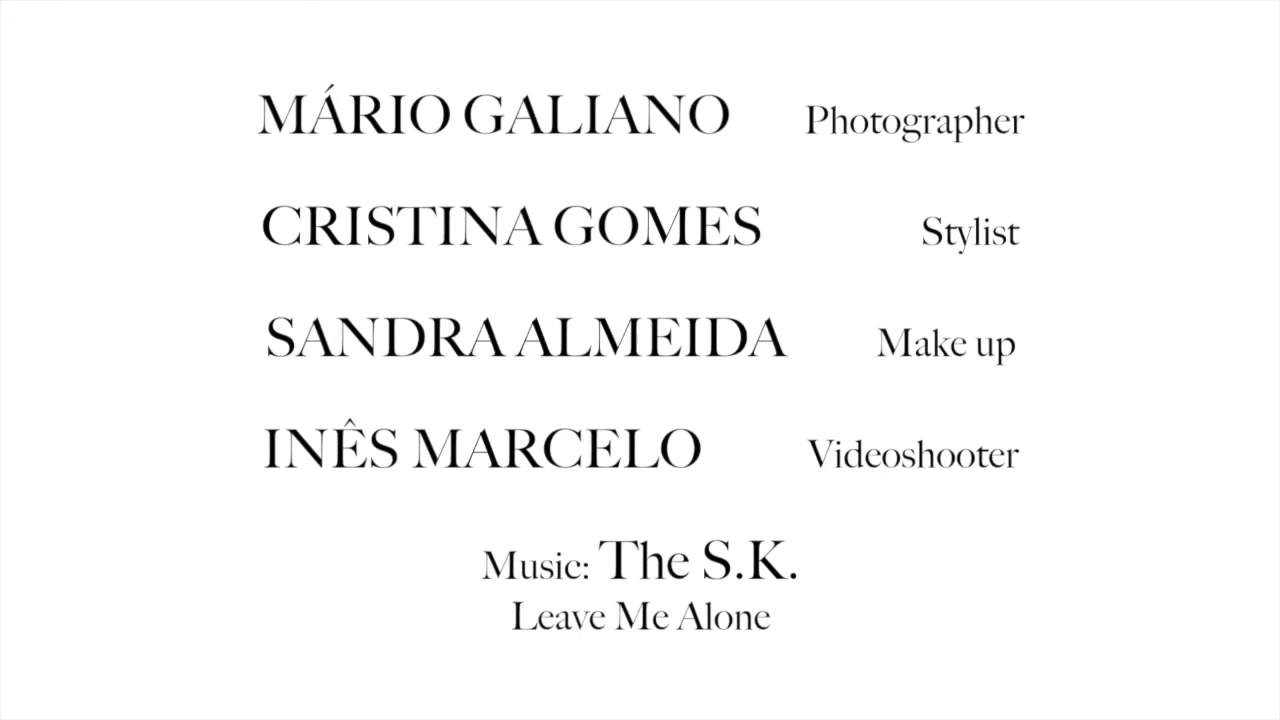 MÁRIO GALIANO Photographer
CRISTINA GOMES Stylist
SANDRA ALMEIDA Make up
INÊS MARCELO Videoshooter
Music: The S.K.
Leave Me Alone